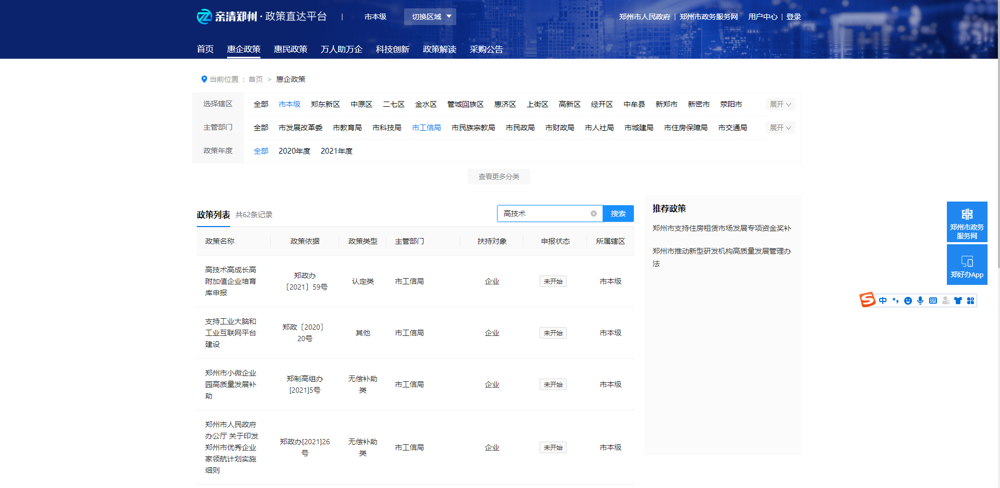 亲清郑州·政策直达平台 | 市本级 切换区域 郑州市人民政府 | 郑州市政务服务网 用户中心 | 登录
首页 惠企政策 惠民政策 万人助万企 科技创新 政策解读 采购公告
当前位置 : 首页 > 惠企政策
选择辖区 全部 市本级 郑东新区 中原区 二七区 金水区 管城回族区 惠济区 上街区 高新区 经开区 中牟县 新郑市 新密市 荥阳市 展开
主管部门 全部 市发展改革委 市教育局 市科技局 市工信局 市民族宗教局 市民政局 市财政局 市人社局 市城建局 市住房保障局 市交通局 展开
政策年度 全部 2020年度 2021年度
查看更多分类
政策列表 共62条记录 高技术 搜索
政策名称 政策依据 政策类型 主管部门 扶持对象 申报状态 所属辖区
高技术高成长高
附加值企业培育
库申报
郑政办
〔2021〕59号
认定类 市工信局 企业 未开始 市本级
支持工业大脑和
工业互联网平台
建设
郑政〔2020〕
20号
其他 市工信局 企业 未开始 市本级
郑州市小微企业
园高质量发展补
助
郑制高组办
[2021]5号
无偿补助
类
市工信局 企业 未开始 市本级
郑州市人民政府
办公厅 关于印发
郑州市优秀企业
家领航计划实施
细则
郑政办[2021]26
号
无偿补助
类
市工信局 企业 未开始 市本级
推荐政策
郑州市支持住房租赁市场发展专项资金奖补
郑州市推动新型研发机构高质量发展管理办
法
郑州市政务
服务网
郑好办App
S 中